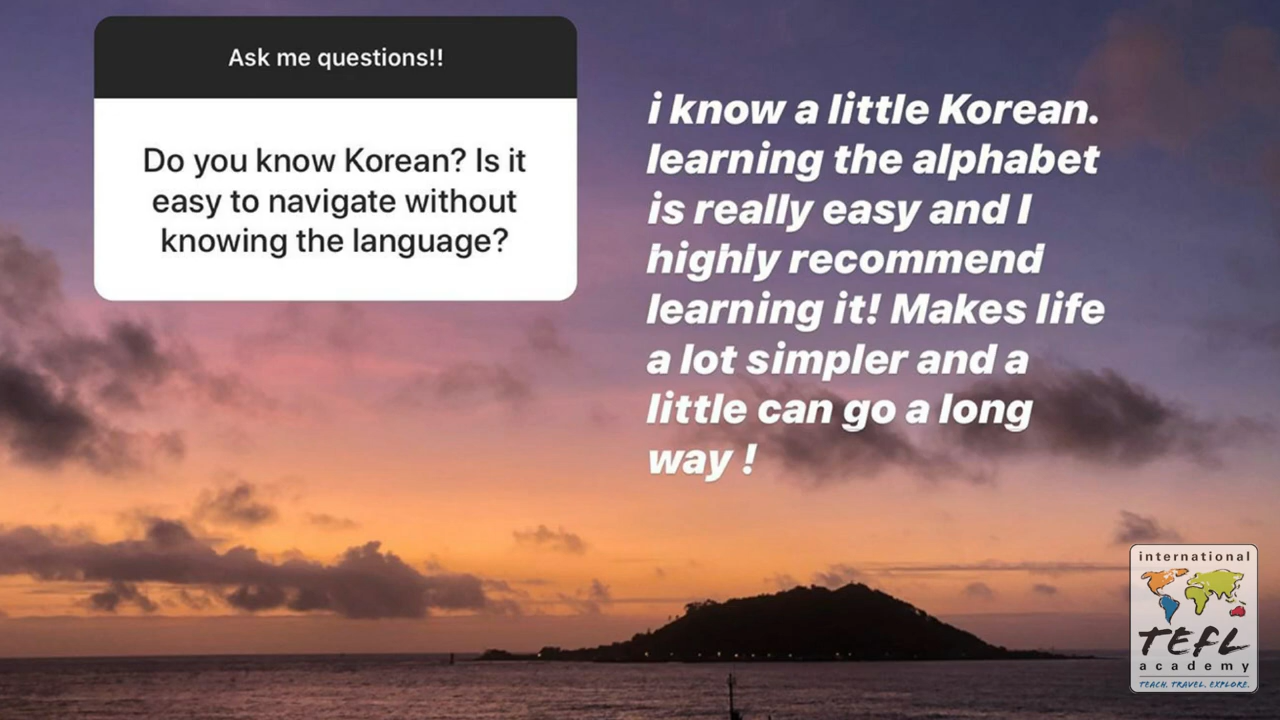 Ask me questions!!
Do you know Korean? Is it
easy to navigate without
knowing the language?
i know a little Korean.
learning the alphabet
is really easy and I
highly recommend
learning it! Makes life
a lot simpler and a
little can go a long
way !
international
TEFL
academy
TEACH. TRAVEL. EXPLORE.